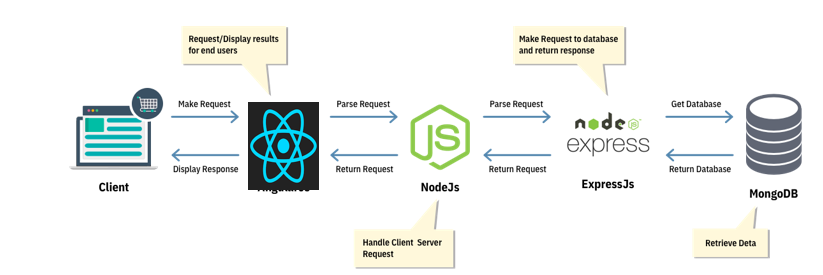 Request/Display results
for end users
Make Request to database
and return response
Make Request
Parse Request
Parse Request
Get Database
JS
node
JS
express
Display Response
Return Request
Return Request
Return Database
Client
NodeJs
ExpressJs
MongoDB
Handle Client Server
Request
Retrieve Deta